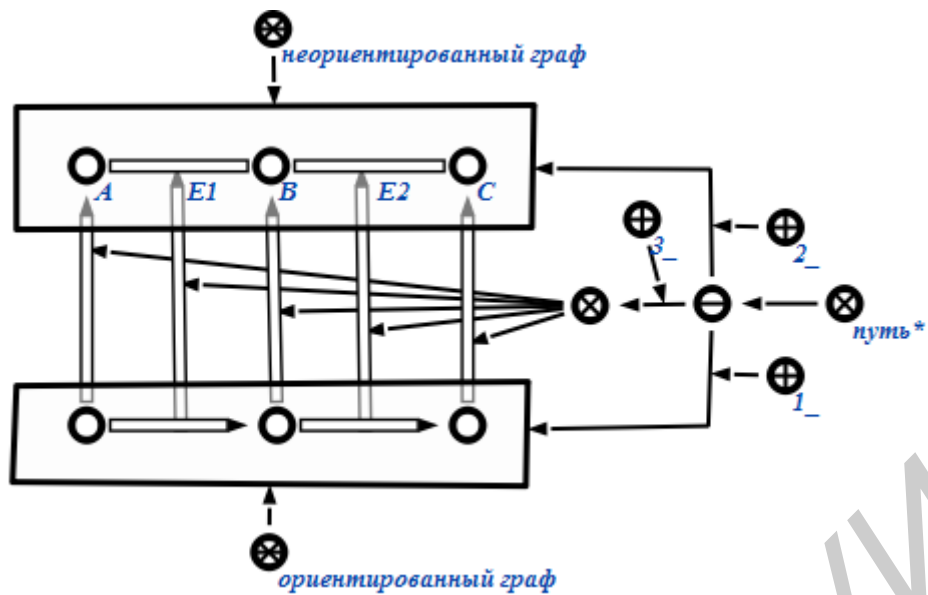 неориентированный граф
A E1 B E2 C
3_
2_
путь*
1_
ориентированный граф